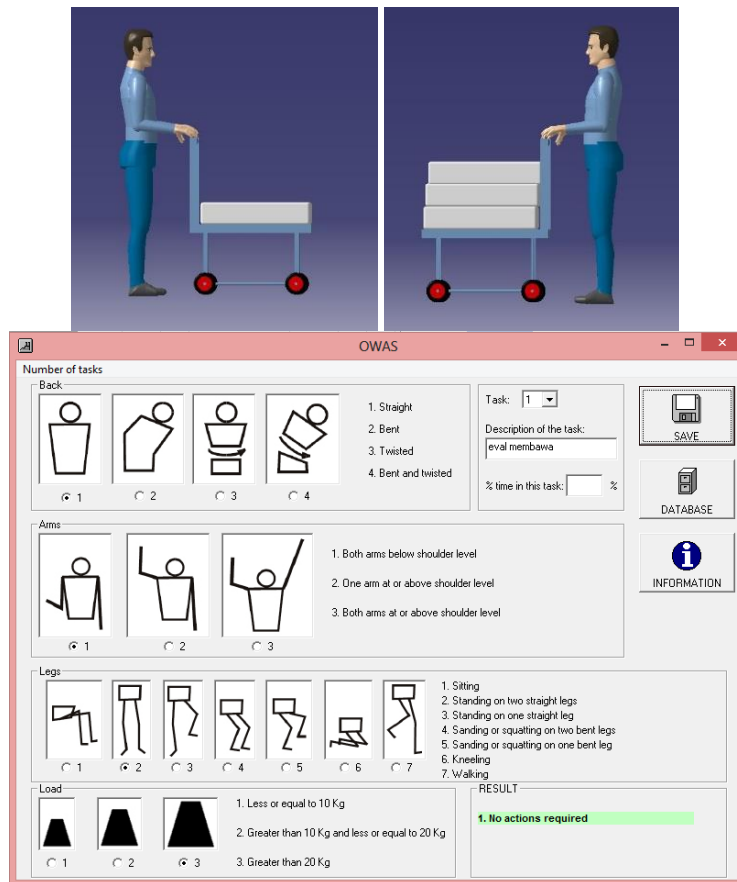 OWAS
Number of tasks
Back
1. Straight
2. Bent
3. Twisted
4. Bent and twisted
1
2
3
4
Task:
1
Description of the task:
eval membawa
% time in this task:
%
SAVE
DATABASE
INFORMATION
Arms
1. Both arms below shoulder level
2. One arm at or above shoulder level
3. Both arms at or above shoulder level
1
2
3
Legs
1. Sitting
2. Standing on two straight legs
3. Standing on one straight leg
4. Sanding or squatting on two bent legs
5. Sanding or squatting on one bent leg
6. Kneeling
7. Walking
1
2
3
4
5
6
7
Load
1. Less or equal to 10 Kg
2. Greater than 10 Kg and less or equal to 20 Kg
3. Greater than 20 Kg
1
2
3
RESULT
1. No actions required